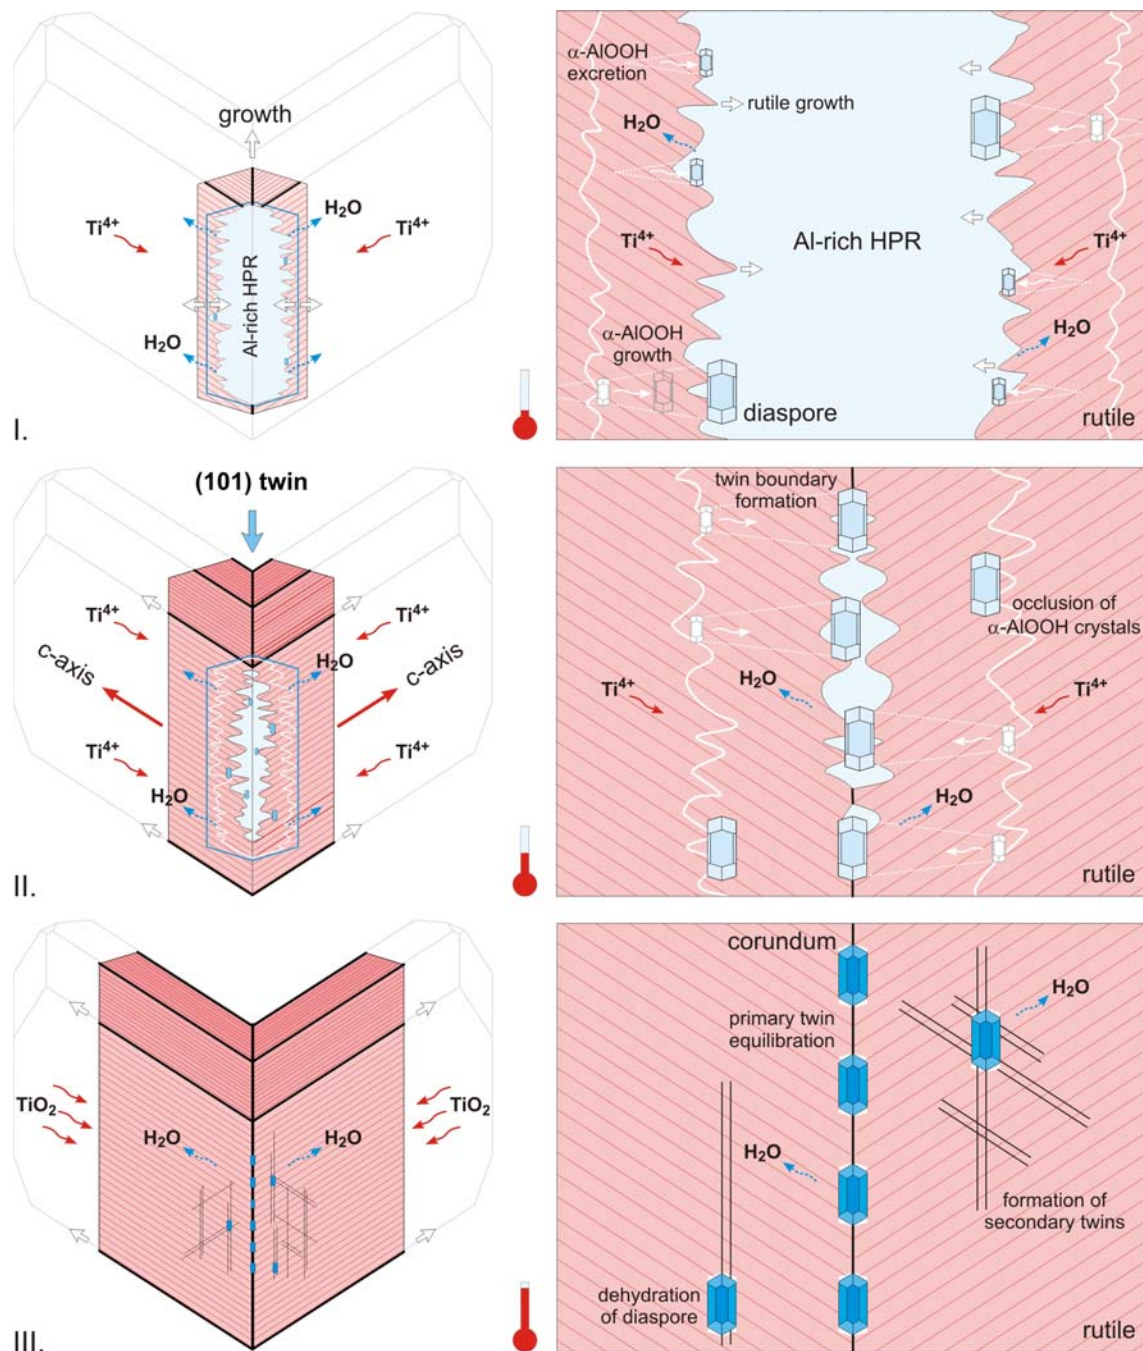 growth
H₂O
Ti⁴⁺
Ti⁴⁺
Al-rich HPR
H₂O
I.
α-AlOOH
excretion
H₂O
rutile growth
Ti⁴⁺
Al-rich HPR
Ti⁴⁺
H₂O
α-AlOOH
growth
diaspore
rutile
(101) twin
Ti⁴⁺
Ti⁴⁺
c-axis
H₂O
c-axis
Ti⁴⁺
Ti⁴⁺
H₂O
II.
twin boundary
formation
occlusion of
α-AlOOH crystals
Ti⁴⁺
H₂O
Ti⁴⁺
H₂O
rutile
TiO₂
TiO₂
H₂O
H₂O
III.
corundum
H₂O
primary twin
equilibration
H₂O
formation of
secondary twins
dehydration
of diaspore
rutile